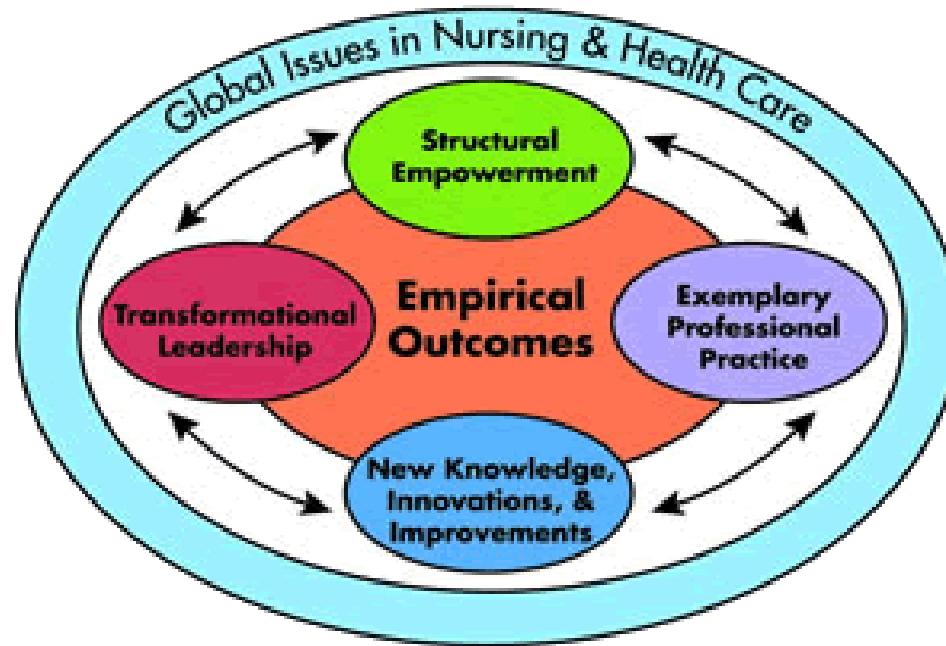 Global Issues in Nursing & Health Care
Structural
Empowerment
Transformational
Leadership
Empirical
Outcomes
Exemplary
Professional
Practice
New Knowledge,
Innovations, &
Improvements